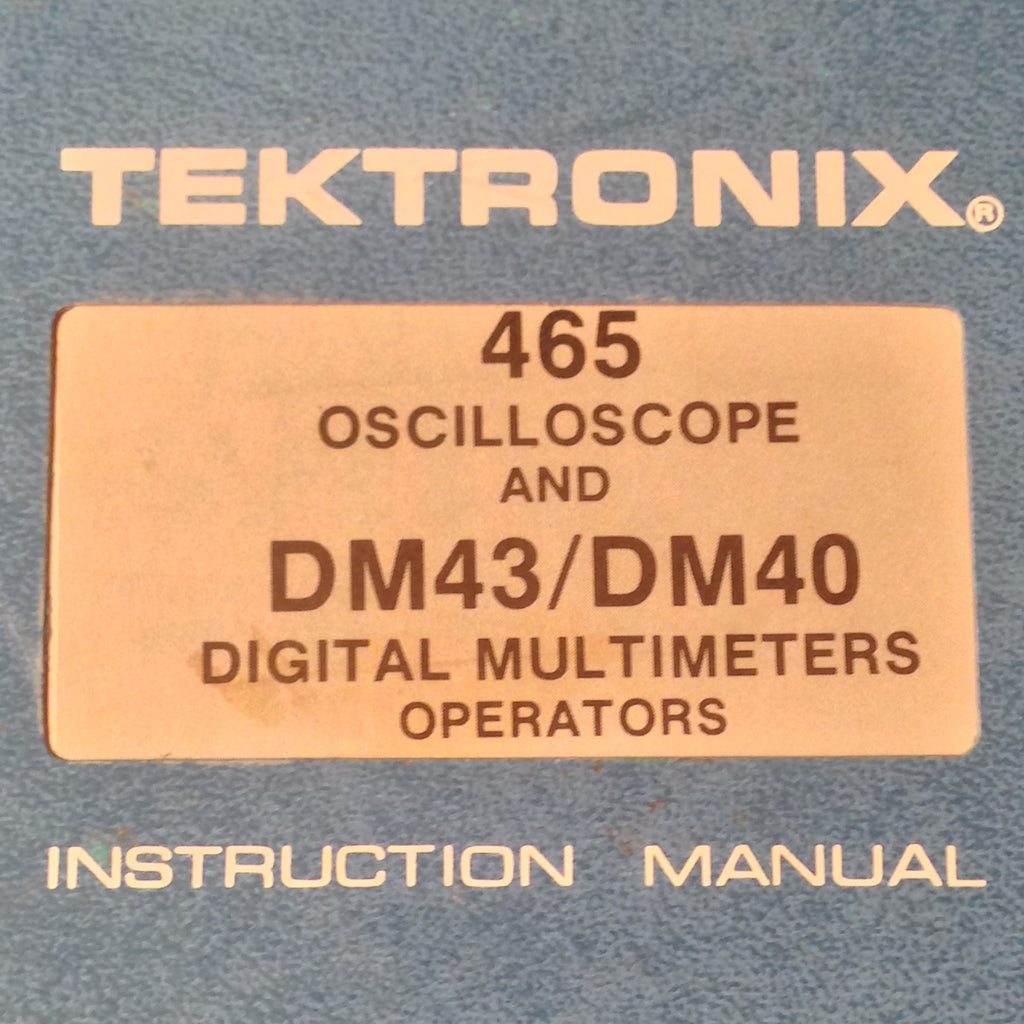 TEKTRONIX®
465
OSCILLOSCOPE
AND
DM43/DM40
DIGITAL MULTIMETERS
OPERATORS
INSTRUCTION MANUAL